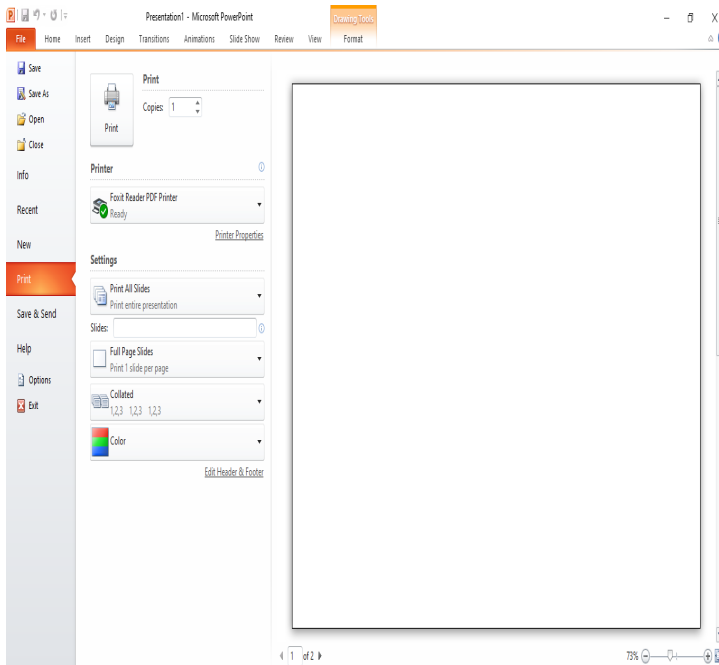 Presentation1 - Microsoft PowerPoint
Drawing Tools
File Home Insert Design Transitions Animations Slide Show Review View Format
Save
Save As
Open
Close
Info
Recent
New
Print
Save & Send
Help
Options
Exit
Print
Print
Copies: 1
Printer
Foxit Reader PDF Printer
Ready
Printer Properties
Settings
Print All Slides
Print entire presentation
Slides:
Full Page Slides
Print 1 slide per page
Collated
1,2,3 1,2,3 1,2,3
Color
Edit Header & Footer
1 of 2
73%